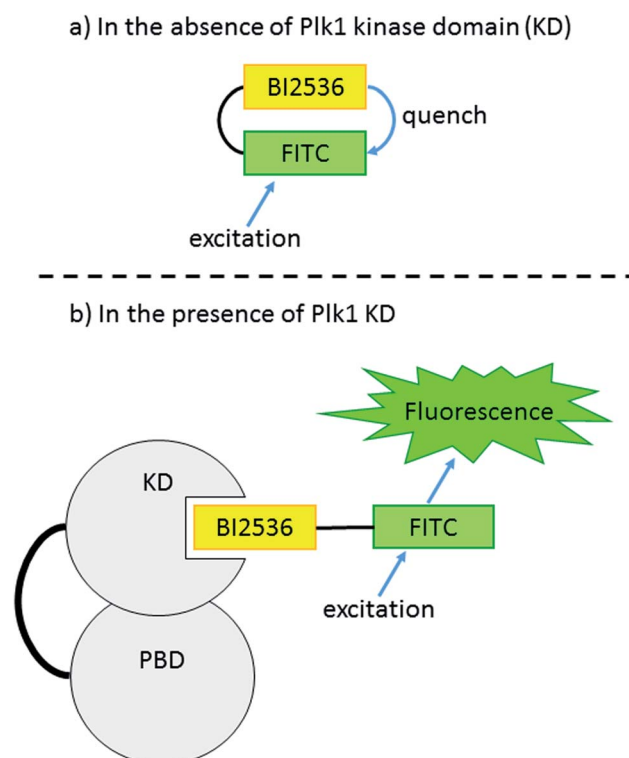 a) In the absence of Plk1 kinase domain (KD)
BI2536
quench
FITC
excitation
b) In the presence of Plk1 KD
Fluorescence
KD
BI2536
FITC
excitation
PBD